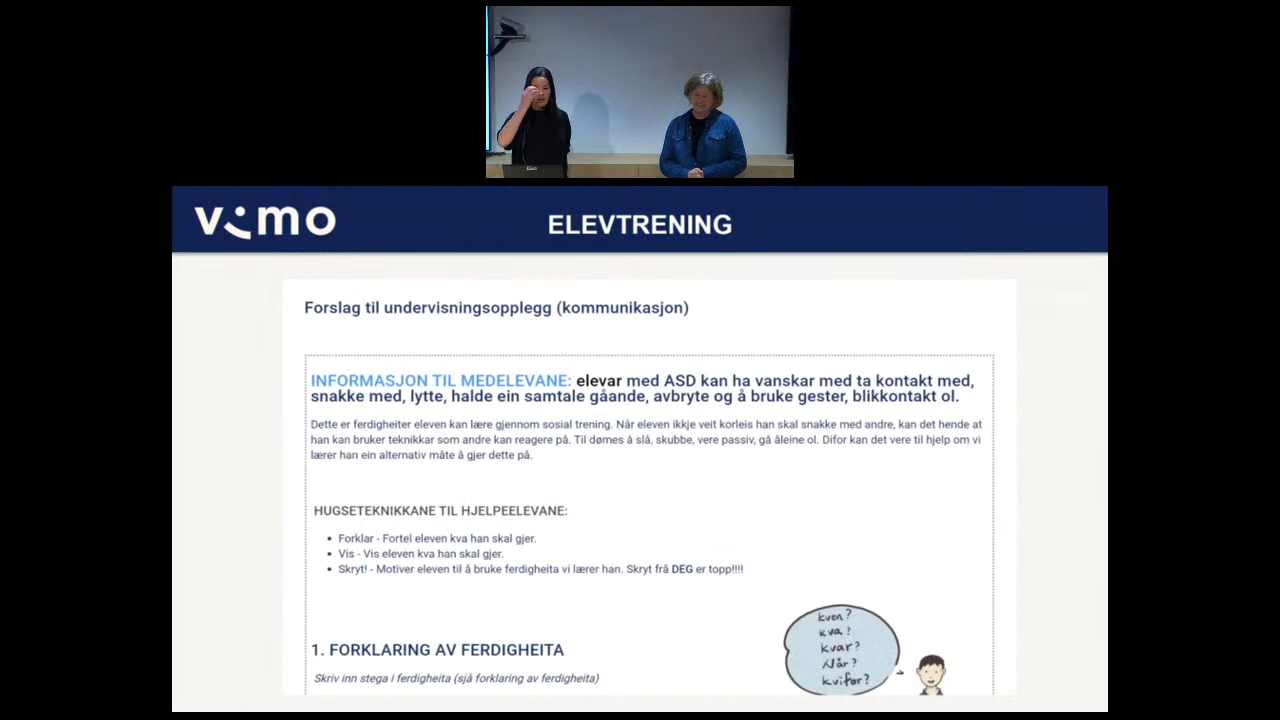 vimo
ELEVTRENING
Forslag til undervisningsopplegg (kommunikasjon)
INFORMASJON TIL MEDELEVANE: elevar med ASD kan ha vanskar med ta kontakt med,
snakke med, lytte, halde ein samtale gåande, avbryte og å bruke gester, blikkontakt ol.
Dette er ferdigheiter eleven kan lære gjennom sosial trening. Når eleven ikkje veit korleis han skal snakke med andre, kan det hende at
han kan bruker teknikkar som andre kan reagere på. Til dømes å slå, skubbe, vere passiv, gå åleine ol. Difor kan det vere til hjelp om vi
lærer han ein alternativ måte å gjer dette på.
HUGSETEKNIKKANE TIL HJELPEELEVANE:
• Forklar - Fortel eleven kva han skal gjer.
• Vis - Vis eleven kva han skal gjer.
• Skryt! - Motiver eleven til å bruke ferdigheita vi lærer han. Skryt frå DEG er topp!!!!
kven?
kva?
kvar?
Når?
kvifor?
1. FORKLARING AV FERDIGHEITA
Skriv inn stega i ferdigheita (sjå forklaring av ferdigheita)